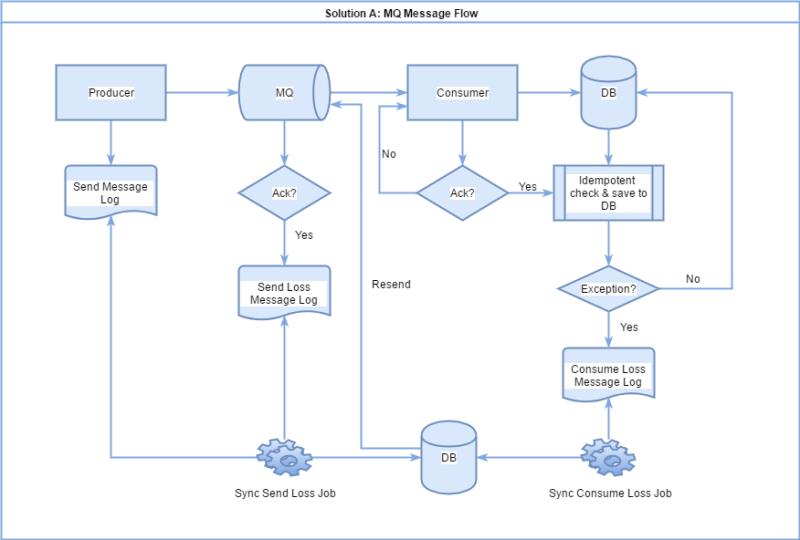 Solution A: MQ Message Flow
Producer
MQ
Consumer
DB
No
Send Message
Log
Ack?
Ack?
Yes
Idempotent
check & save to
DB
Yes
Send Loss
Message Log
Resend
Exception?
No
Yes
Consume Loss
Message Log
DB
Sync Send Loss Job
Sync Consume Loss Job